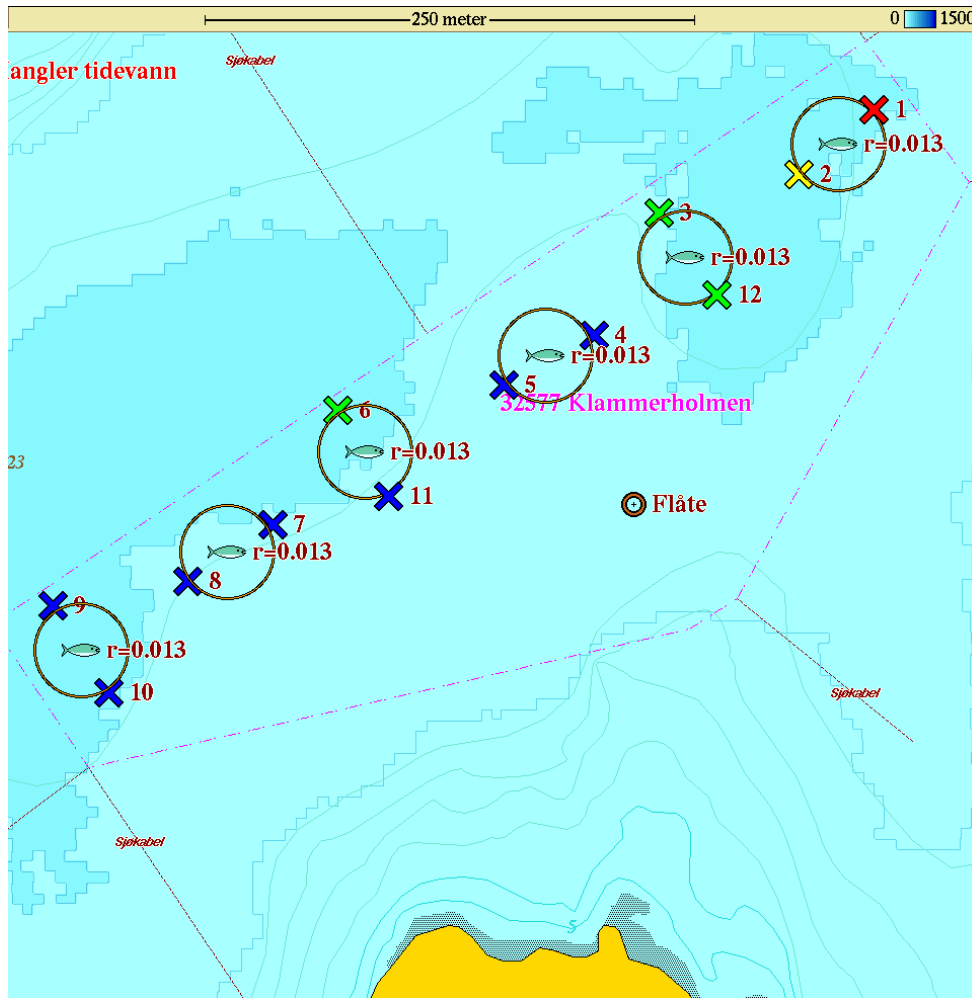 250 meter
0 1500
Sjøkabel
angler tidevann
1
r=0.013
2
3
r=0.013
12
4
r=0.013
5
32577 Klammerholmen
6
r=0.013
23
11
Flåte
7
r=0.013
8
9
r=0.013
10
Sjøkabel
Sjøkabel
S